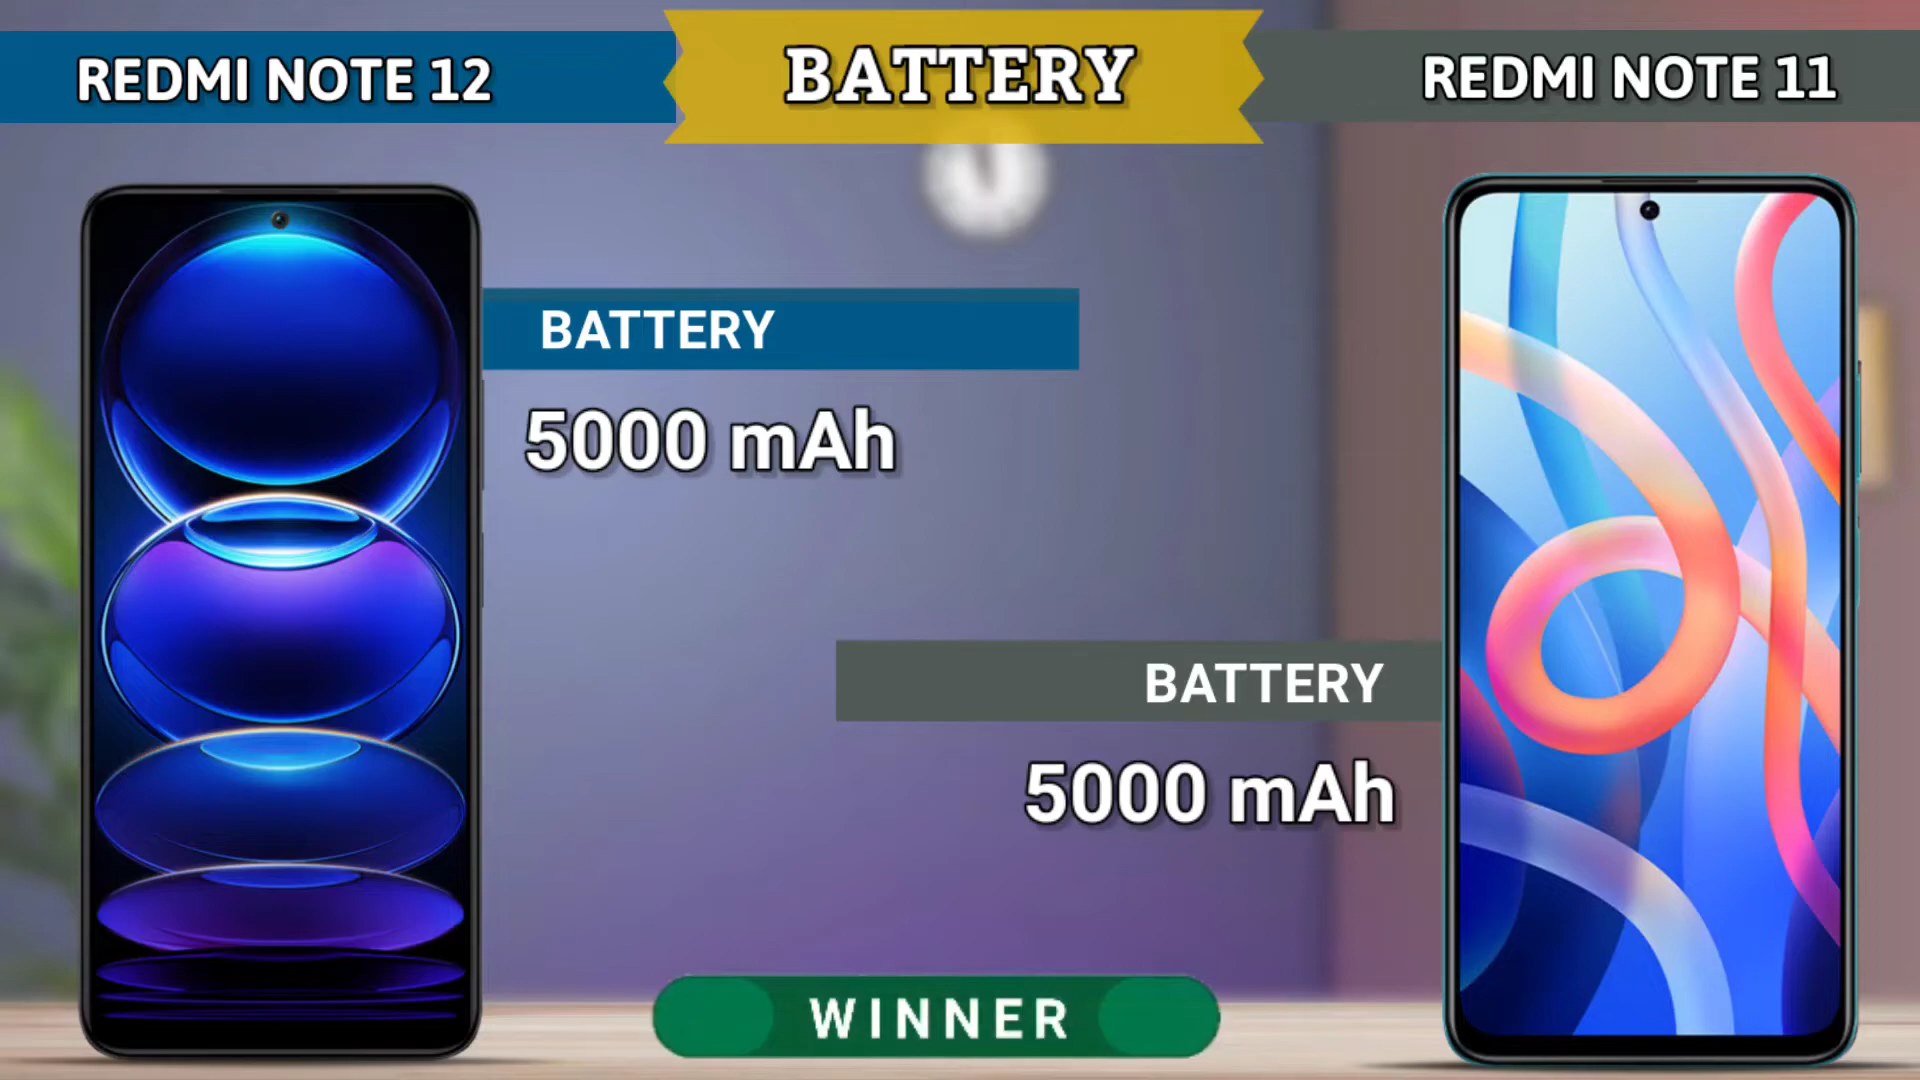 REDMI NOTE 12
BATTERY
REDMI NOTE 11
BATTERY
5000 mAh
BATTERY
5000 mAh
WINNER